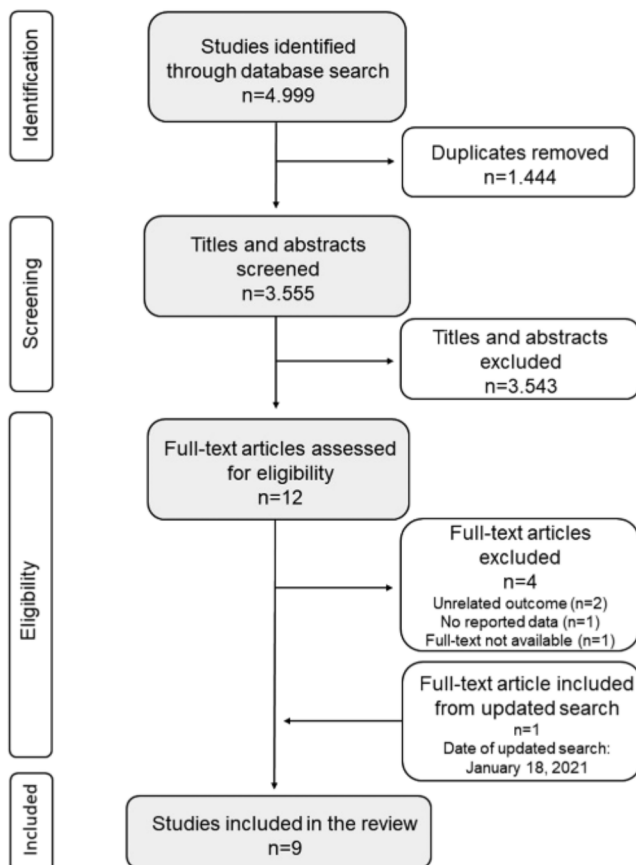 Identification
Studies identified
through database search
n=4.999
Duplicates removed
n=1.444
Screening
Titles and abstracts
screened
n=3.555
Titles and abstracts
excluded
n=3.543
Eligibility
Full-text articles assessed
for eligibility
n=12
Full-text articles
excluded
n=4
Unrelated outcome (n=2)
No reported data (n=1)
Full-text not available (n=1)
Full-text article included
from updated search
n=1
Date of updated search:
January 18, 2021
Included
Studies included in the review
n=9